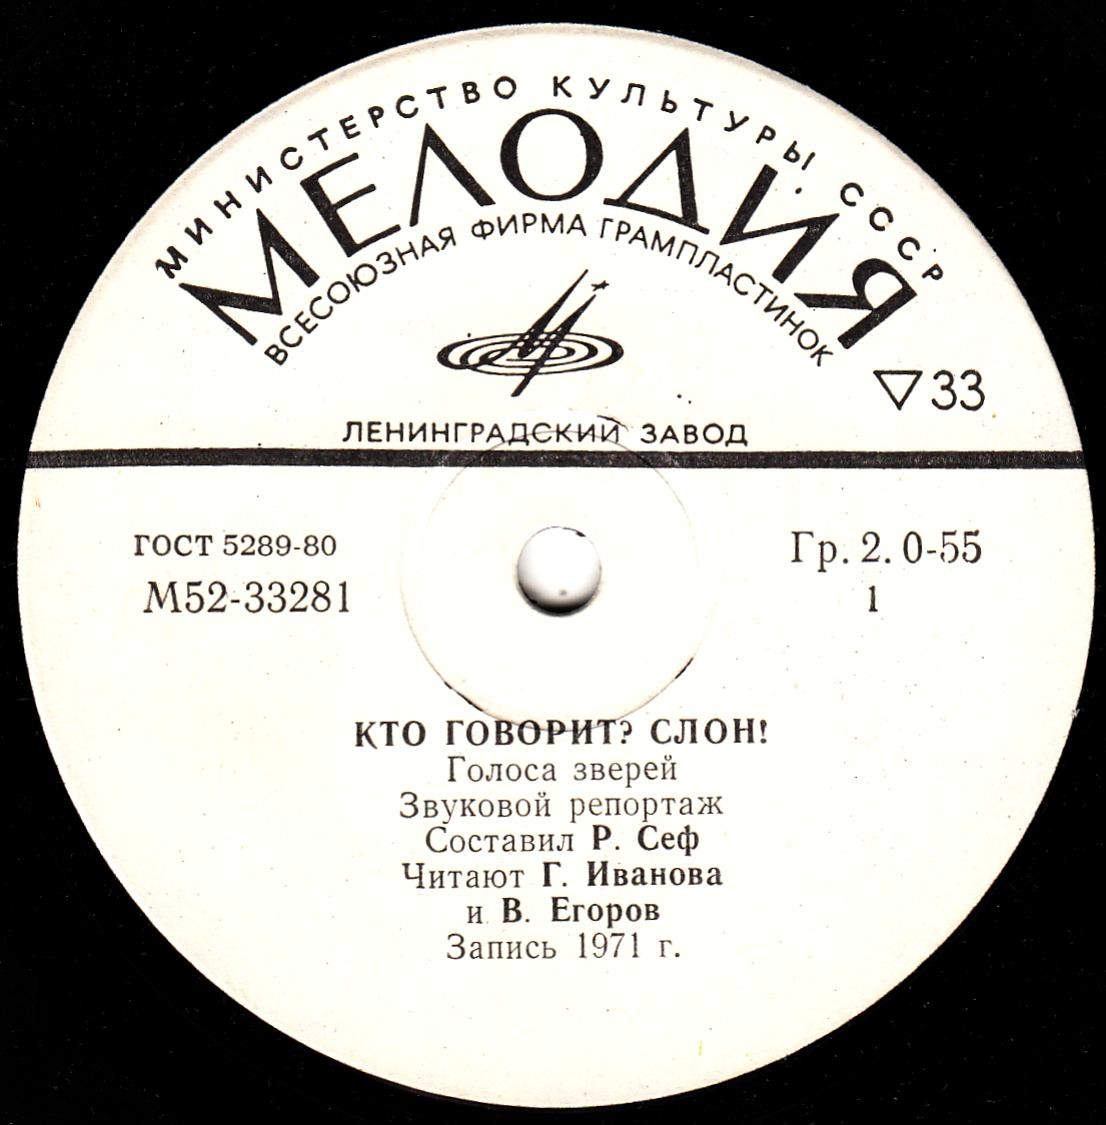 МИНИСТЕРСТВО КУЛЬТУРЫ СССР
МЕЛОДИЯ
ВСЕСОЮЗНАЯ ФИРМА ГРАМПЛАСТИНОК
▽33
ЛЕНИНГРАДСКИЙ ЗАВОД
ГОСТ 5289-80
Гр. 2. 0-55
М52-33281
1
КТО ГОВОРИТ? СЛОН!
Голоса зверей
Звуковой репортаж
Составил Р. Сеф
Читают Г. Иванова
и В. Егоров
Запись 1971 г.